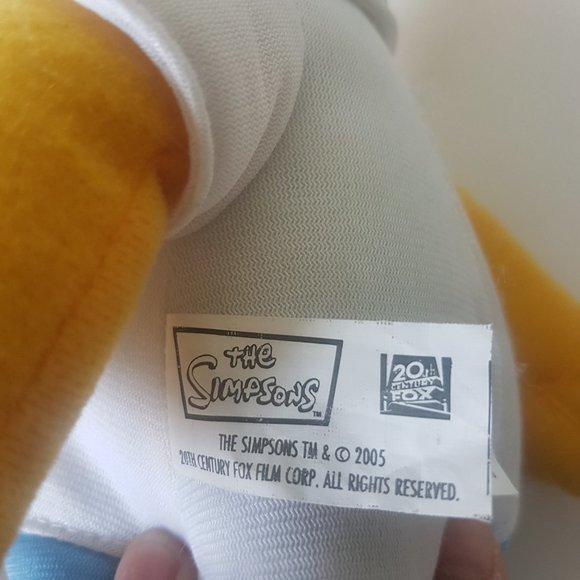 THE
SIMPSONS TM
20TH
CENTURY
FOX
THE SIMPSONS TM & © 2005
20TH CENTURY FOX FILM CORP. ALL RIGHTS RESERVED.